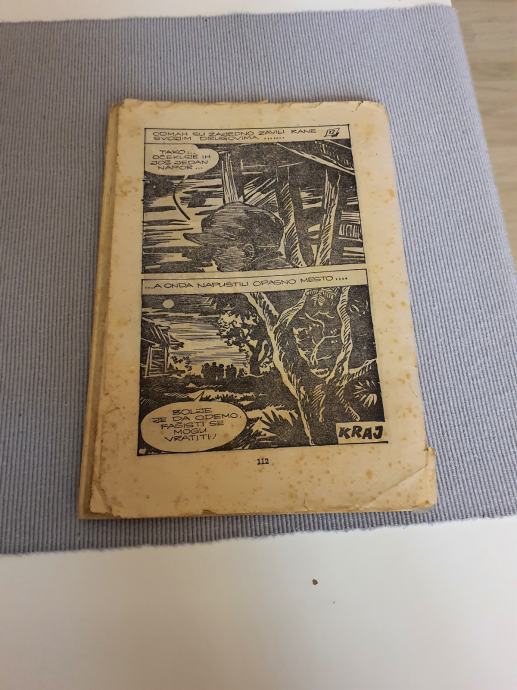 ODMAH SU ZAJEDNO ZAVILI RANE
SVOJIM DRUGOVIMA.......
TAKO...
OČEKUJE IH
JOŠ JEDAN
NAPOR...
...A ONDA NAPUSTILI OPASNO MESTO....
BOLJE
JE DA ODEMO.
FAŠISTI SE
MOGU
VRATITI!
KRAJ
112